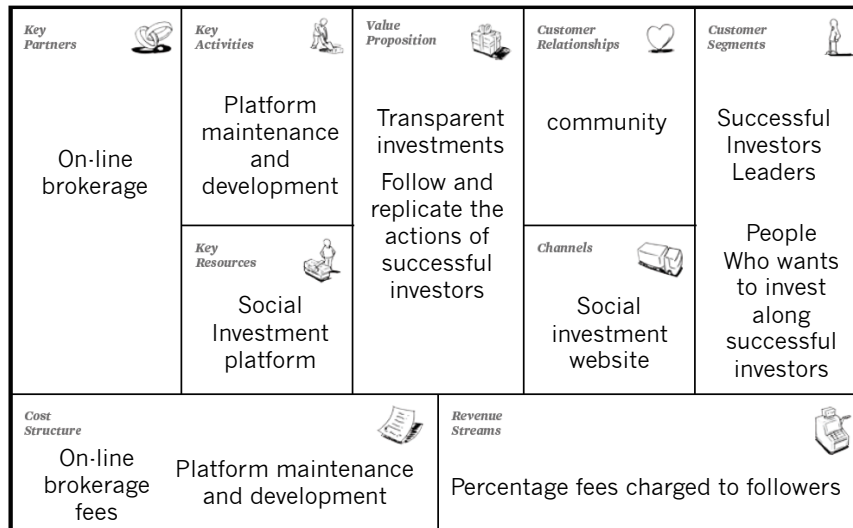 Key
Partners
On-line
brokerage
Key
Activities
Platform
maintenance
and
development
Key
Resources
Social
Investment
platform
Value
Proposition
Transparent
investments
Follow and
replicate the
actions of
successful
investors
Customer
Relationships
community
Channels
Social
investment
website
Customer
Segments
Successful
Investors
Leaders
People
Who wants
to invest
along
successful
investors
Cost
Structure
On-line
brokerage
fees
Platform maintenance
and development
Revenue
Streams
Percentage fees charged to followers